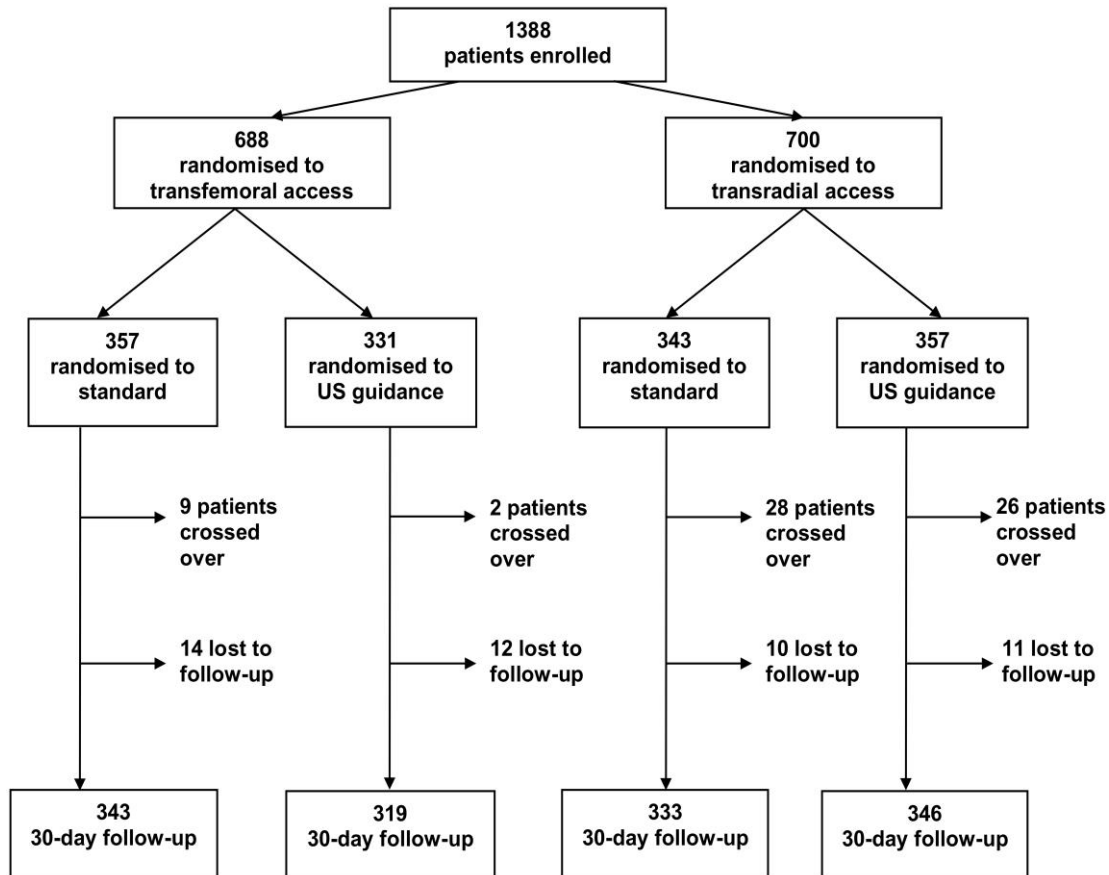 1388
patients enrolled
688
randomised to
transfemoral access
700
randomised to
transradial access
357
randomised to
standard
331
randomised to
US guidance
343
randomised to
standard
357
randomised to
US guidance
9 patients
crossed
over
2 patients
crossed
over
28 patients
crossed
over
26 patients
crossed
over
14 lost to
follow-up
12 lost to
follow-up
10 lost to
follow-up
11 lost to
follow-up
343
30-day follow-up
319
30-day follow-up
333
30-day follow-up
346
30-day follow-up